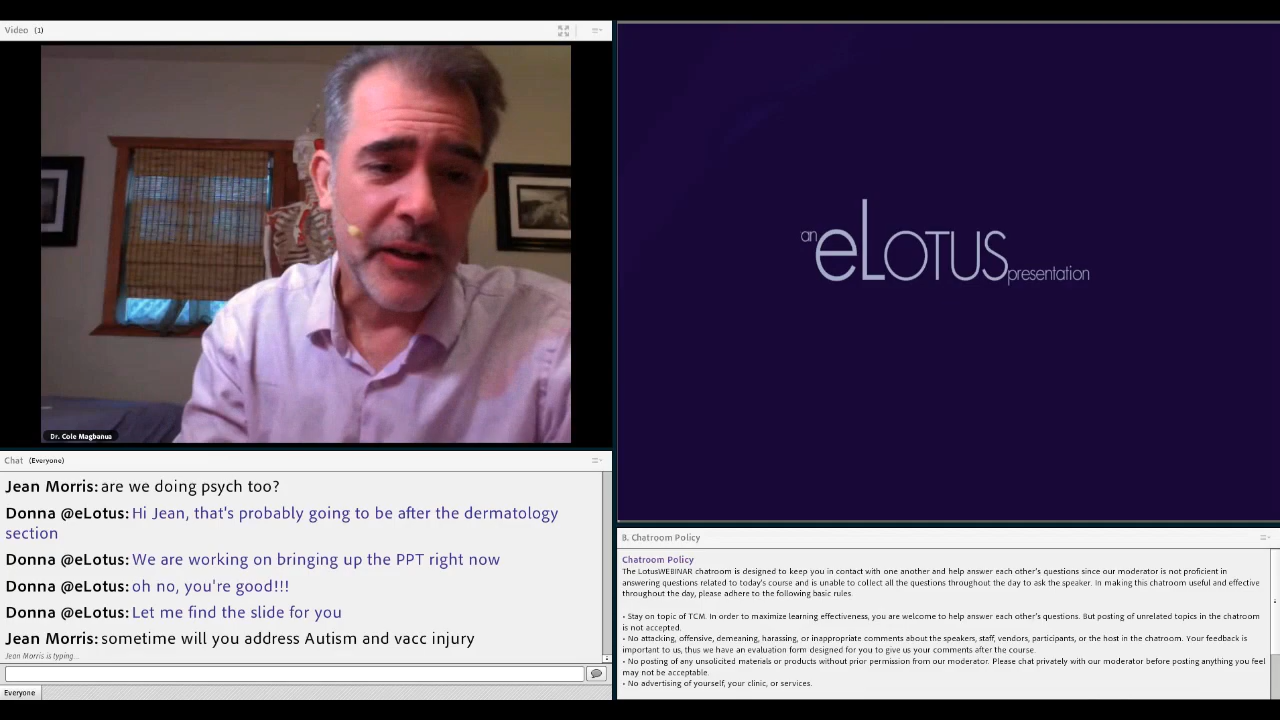 Video (1)
Dr. Cole Magbanua
an eLOTUS presentation
Chat (Everyone)
Jean Morris: are we doing psych too?
Donna @eLotus: Hi Jean, that's probably going to be after the dermatology
section
Donna @eLotus: We are working on bringing up the PPT right now
Donna @eLotus: oh no, you're good!!!
Donna @eLotus: Let me find the slide for you
Jean Morris: sometime will you address Autism and vacc injury
Jean Morris is typing...
Everyone
B. Chatroom Policy
Chatroom Policy
The LotusWEBINAR chatroom is designed to keep you in contact with one another and help answer each other's questions since our moderator is not proficient in
answering questions related to today's course and is unable to collect all the questions throughout the day to ask the speaker. In making this chatroom useful and effective
throughout the day, please adhere to the following basic rules.
• Stay on topic of TCM. In order to maximize learning effectiveness, you are welcome to help answer each other's questions. But posting of unrelated topics in the chatroom
is not accepted.
• No attacking, offensive, demeaning, harassing, or inappropriate comments about the speakers, staff, vendors, participants, or the host in the chatroom. Your feedback is
important to us, thus we have an evaluation form designed for you to give us your comments after the course.
• No posting of any unsolicited materials or products without prior permission from our moderator. Please chat privately with our moderator before posting anything you feel
may not be acceptable.
• No advertising of yourself, your clinic, or services.